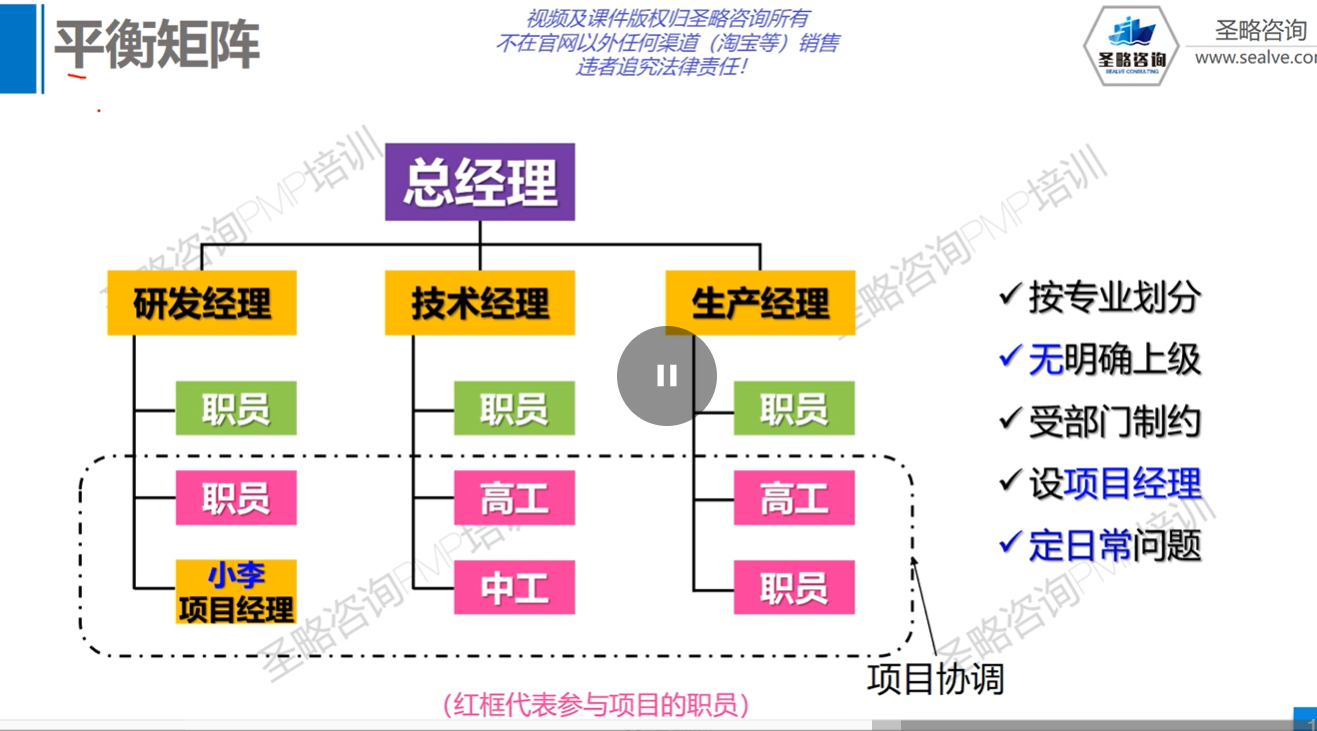 平衡矩阵
视频及课件版权归圣略咨询所有
不在官网以外任何渠道（淘宝等）销售
违者追究法律责任！
圣略咨询
SEALVE CONSULTING
圣略咨询
www.sealve.co
总经理
研发经理
技术经理
生产经理
职员
职员
职员
职员
高工
高工
小李
项目经理
中工
职员
✓按专业划分
✓无明确上级
✓受部门制约
✓设项目经理
✓定日常问题
项目协调
（红框代表参与项目的职员）
圣略咨询PMP培训
圣略咨询PMP培训
圣略咨询PMP培训
圣略咨询PMP培训